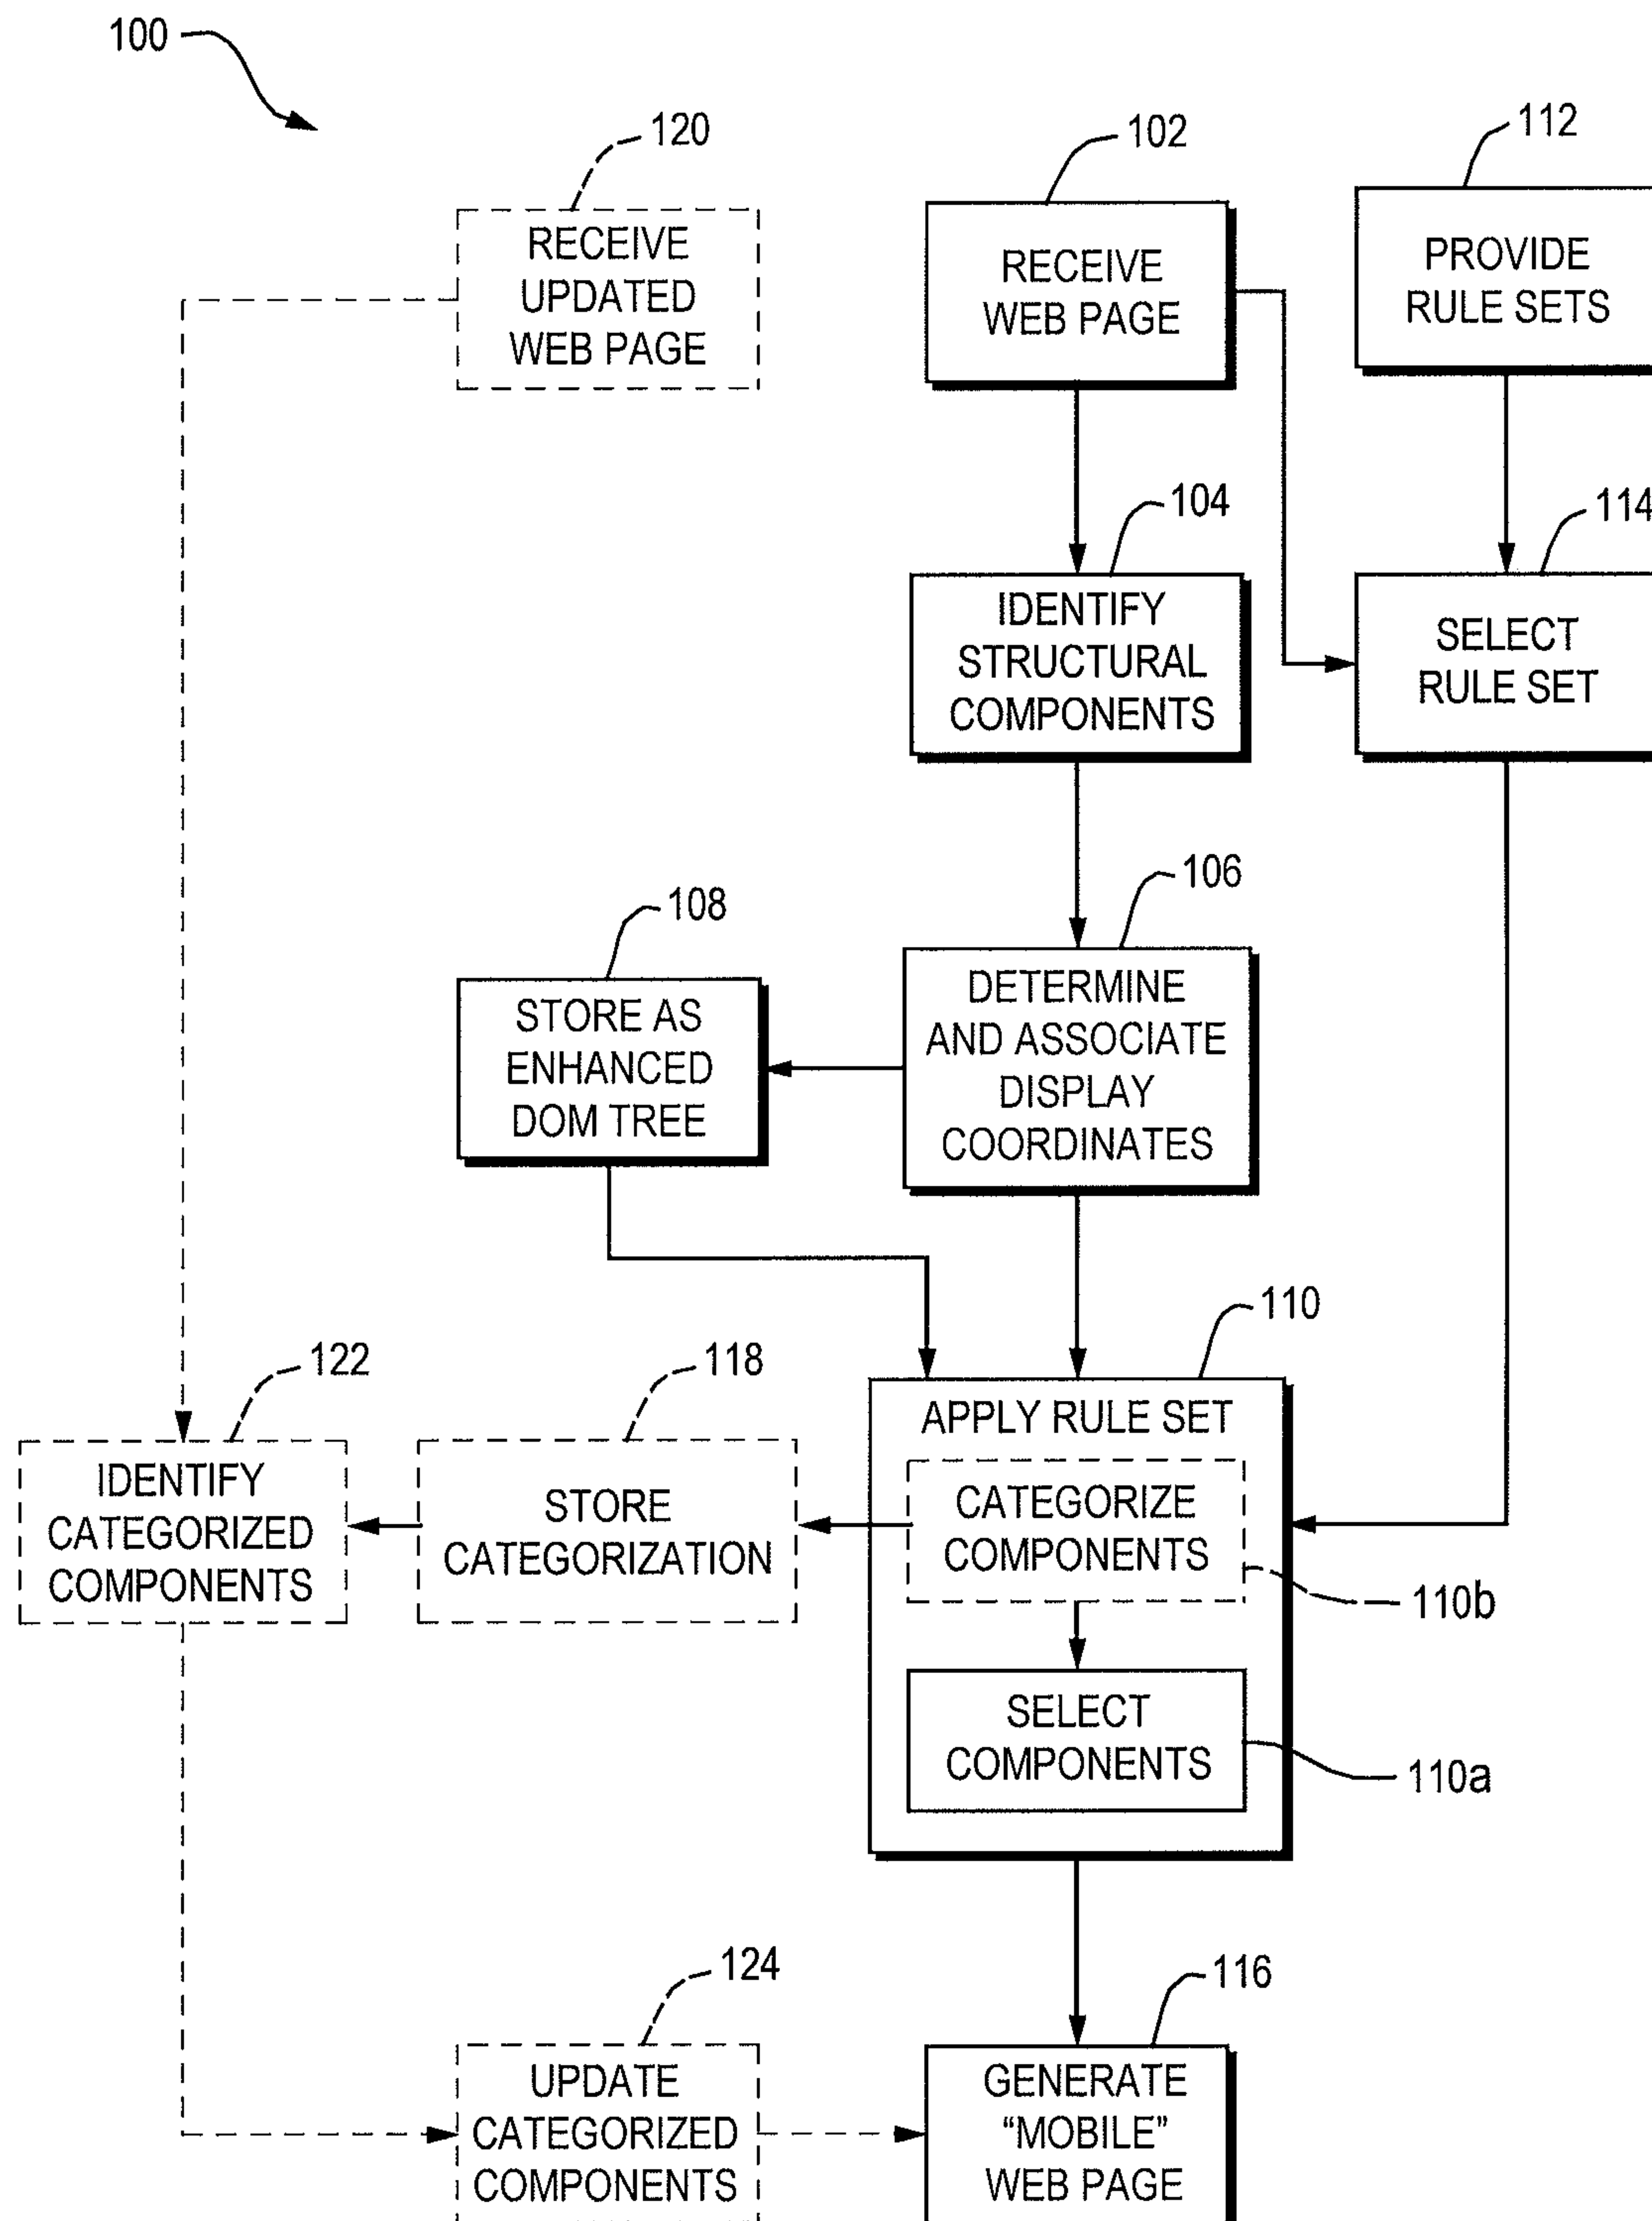 100
120
102
112
RECEIVE
UPDATED
WEB PAGE
RECEIVE
WEB PAGE
PROVIDE
RULE SETS
104
114
IDENTIFY
STRUCTURAL
COMPONENTS
SELECT
RULE SET
106
108
DETERMINE
AND ASSOCIATE
DISPLAY
COORDINATES
STORE AS
ENHANCED
DOM TREE
110
122
118
APPLY RULE SET
IDENTIFY
CATEGORIZED
COMPONENTS
STORE
CATEGORIZATION
CATEGORIZE
COMPONENTS
110b
SELECT
COMPONENTS
110a
124
116
UPDATE
CATEGORIZED
COMPONENTS
GENERATE
“MOBILE”
WEB PAGE